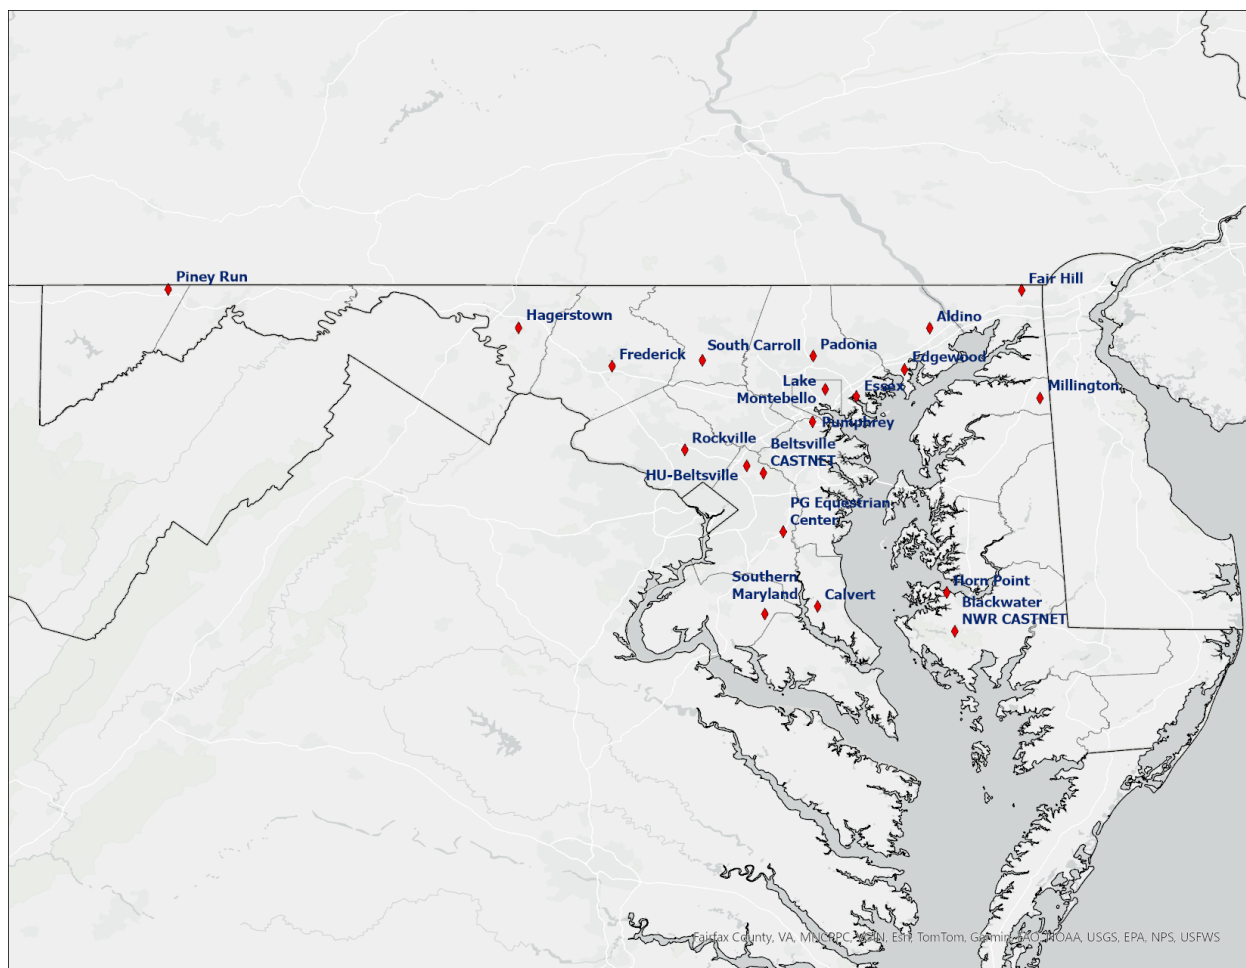 Piney Run
Fair Hill
Hagerstown
Aldino
South Carroll
Padonia
Frederick
Edgewood
Lake
Montebello
Essex
Millington
Pumphrey
Rockville
Beltsville
CASTNET
HU-Beltsville
PG Equestrian
Center
Southern
Maryland
Calvert
Horn Point
Blackwater
NWR CASTNET
Fairfax County, VA, MNCPPC, VGIN, Esri, TomTom, Garmin, FAO, NOAA, USGS, EPA, NPS, USFWS